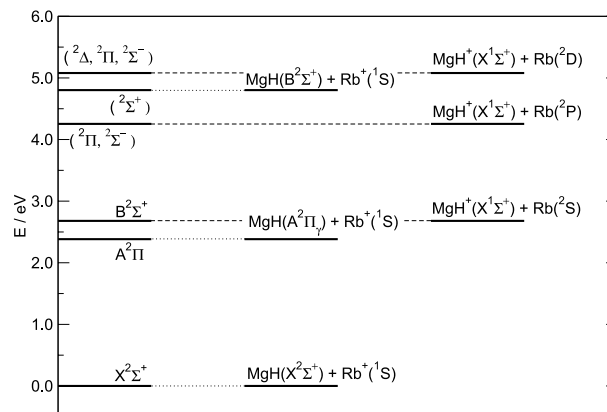 6.0
( ²Δ, ²Π, ²Σ⁻)
MgH⁺(X¹Σ⁺) + Rb(²D)
5.0
MgH(B²Σ⁺) + Rb⁺(¹S)
( ²Σ⁺)
MgH⁺(X¹Σ⁺) + Rb(²P)
4.0
( ²Π, ²Σ⁻)
E / eV
3.0
B²Σ⁺
MgH(A²Π_γ) + Rb⁺(¹S)
MgH⁺(X¹Σ⁺) + Rb(²S)
A²Π
2.0
1.0
X²Σ⁺
MgH(X²Σ⁺) + Rb⁺(¹S)
0.0